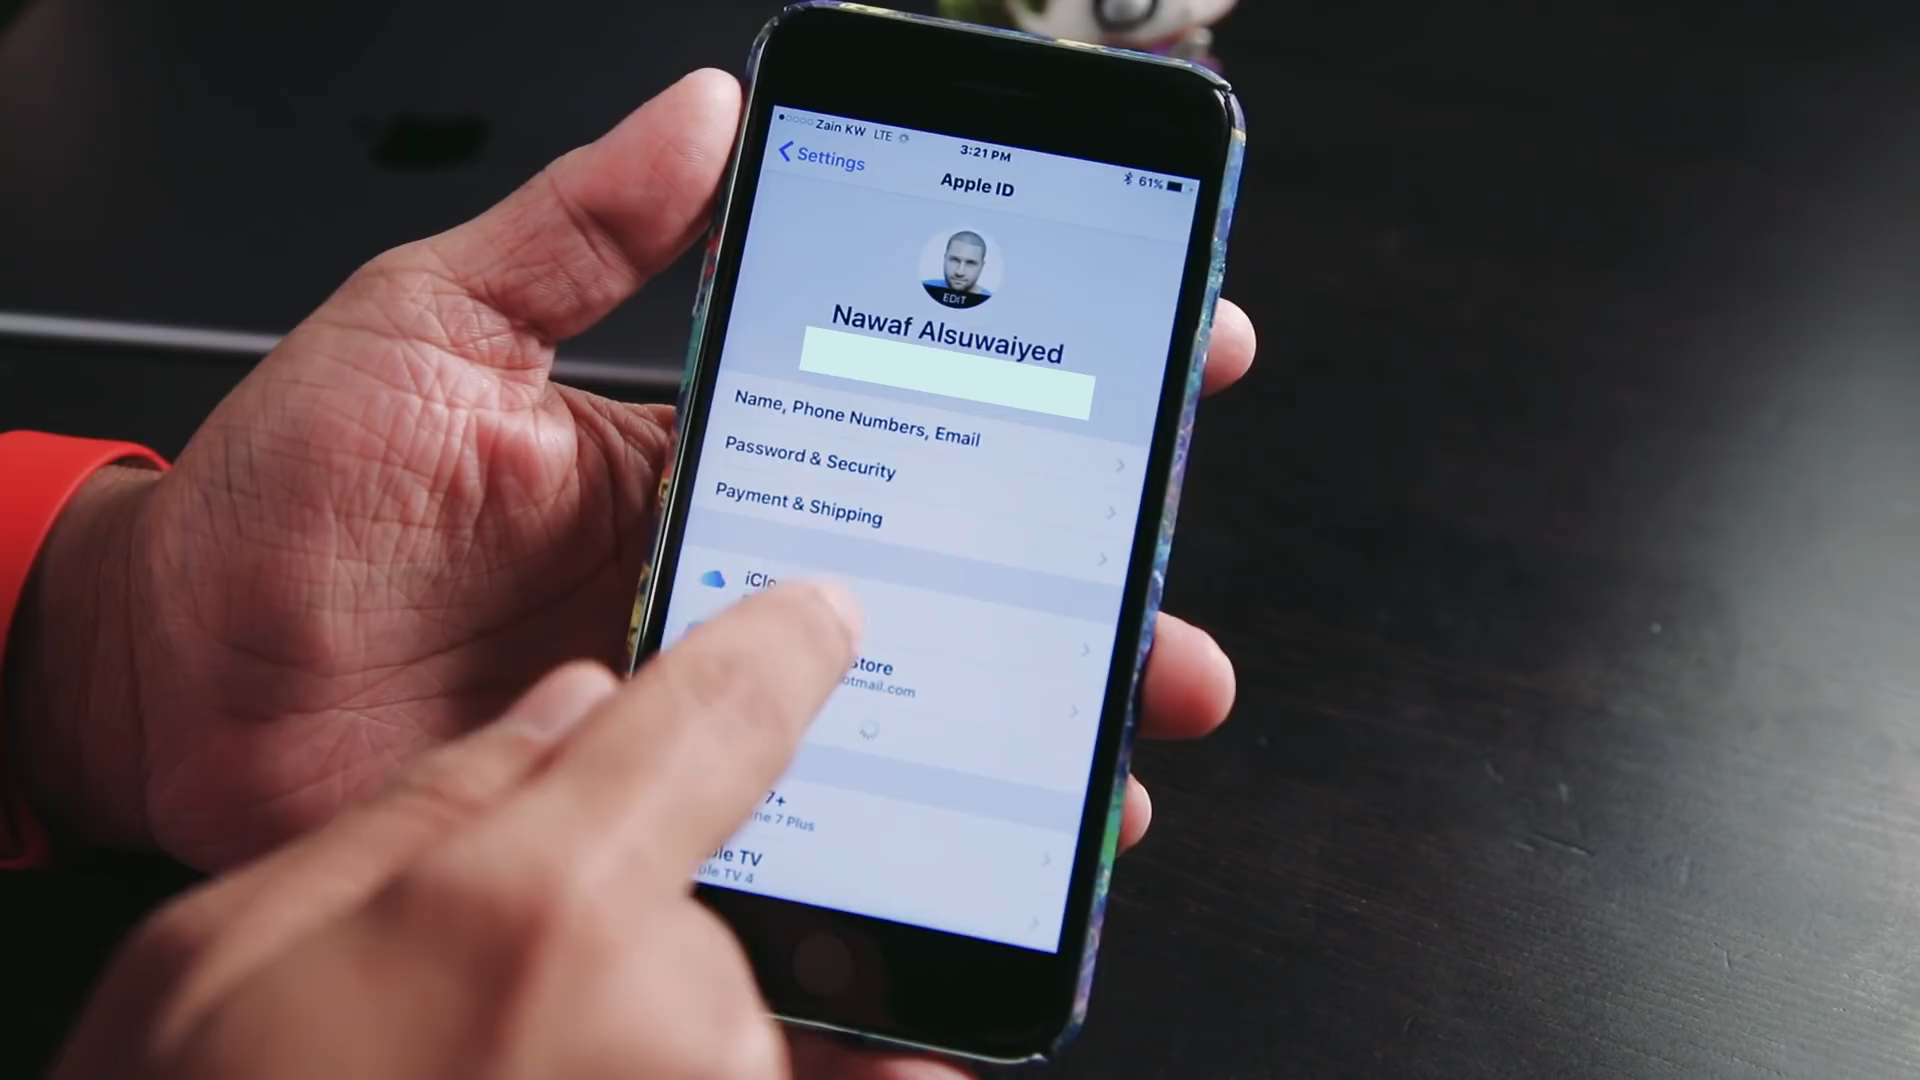 Zain KW LTE
3:21 PM
61%
Settings
Apple ID
EDIT
Nawaf Alsuwaiyed
Name, Phone Numbers, Email
Password & Security
Payment & Shipping
iClo
Store
otmail.com
7+
ne 7 Plus
ple TV
ple TV 4